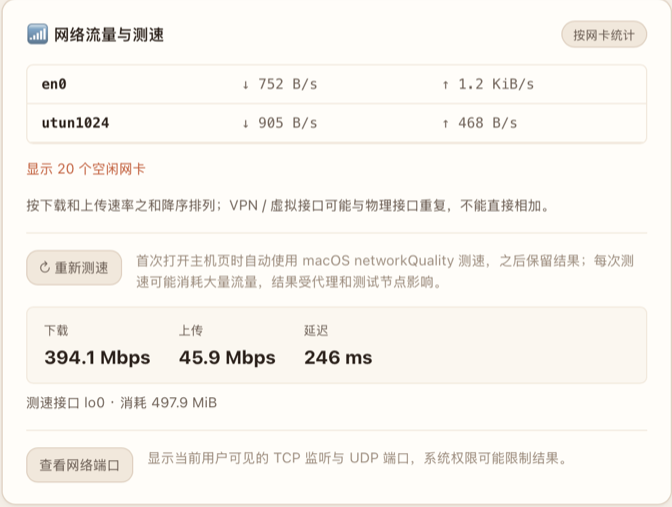 网络流量与测速
按网卡统计
en0 ↓ 752 B/s ↑ 1.2 KiB/s
utun1024 ↓ 905 B/s ↑ 468 B/s
显示 20 个空闲网卡
按下载和上传速率之和降序排列；VPN / 虚拟接口可能与物理接口重复，不能直接相加。
重新测速
首次打开主机页时自动使用 macOS networkQuality 测速，之后保留结果；每次测
速可能消耗大量流量，结果受代理和测试节点影响。
下载 上传 延迟
394.1 Mbps 45.9 Mbps 246 ms
测速接口 lo0 · 消耗 497.9 MiB
查看网络端口
显示当前用户可见的 TCP 监听与 UDP 端口，系统权限可能限制结果。